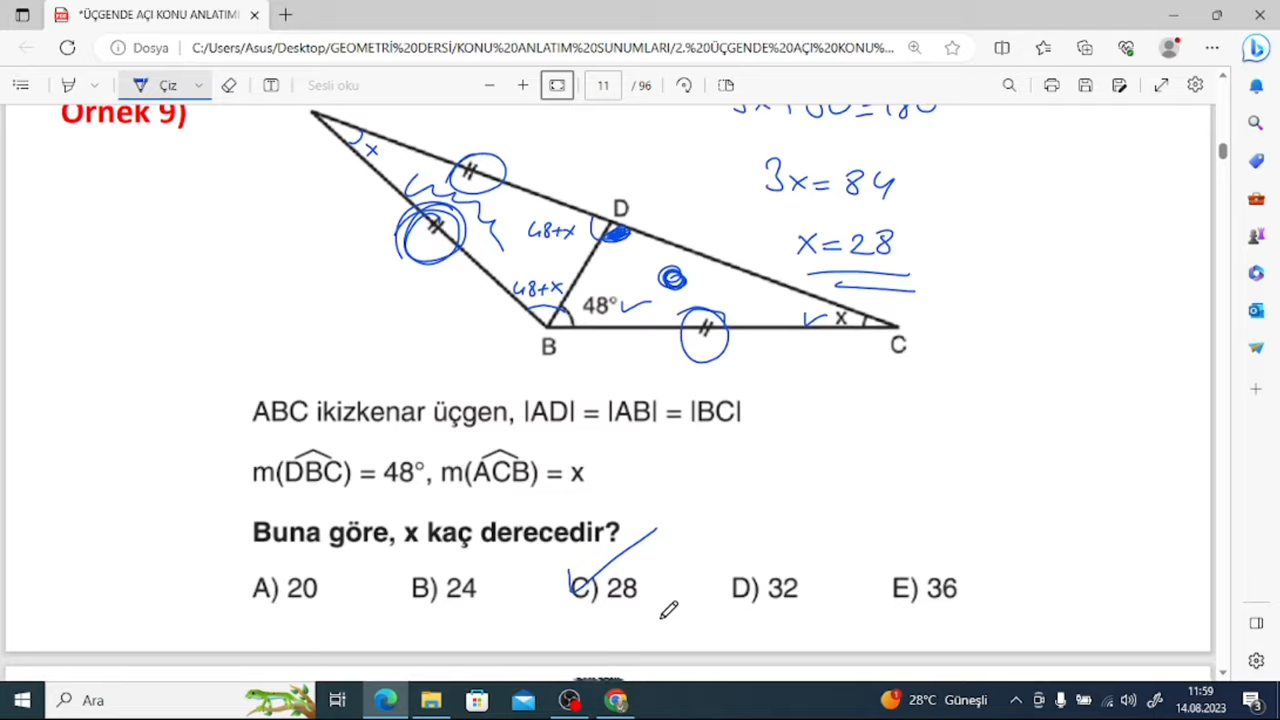 *ÜÇGENDE AÇI KONU ANLATIMI
Dosya
C:/Users/Asus/Desktop/GEOMETRİ%20DERSİ/KONU%20ANLATIM%20SUNUMLARI/2.%20ÜÇGENDE%20AÇI%20KONU%...
Çiz
Sesli oku
11 / 96
Örnek 9)
x
3x = 84
D
48+x
x = 28
48+x
48°
x
B
C
ABC ikizkenar üçgen, |AD| = |AB| = |BC|
m(DBC) = 48°, m(ACB) = x
Buna göre, x kaç derecedir?
A) 20 B) 24 C) 28 D) 32 E) 36
Ara
28°C Güneşli
11:59
14.08.2023